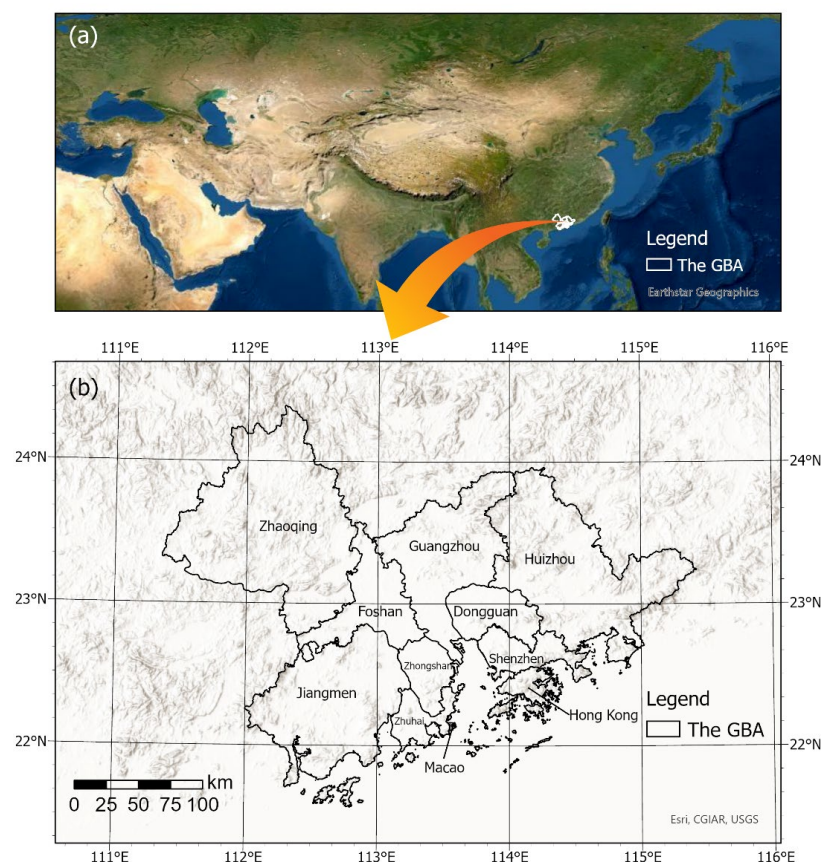 (a)
Legend
The GBA
Earthstar Geographics
111°E 112°E 113°E 114°E 115°E 116°E
(b)
24°N 24°N
Zhaoqing
Guangzhou
Huizhou
23°N 23°N
Foshan
Dongguan
Zhongshan
Shenzhen
Jiangmen
Legend
Hong Kong
Zhuhai
The GBA
22°N 22°N
Macao
km
0 25 50 75 100
Esri, CGIAR, USGS
111°E 112°E 113°E 114°E 115°E 116°E